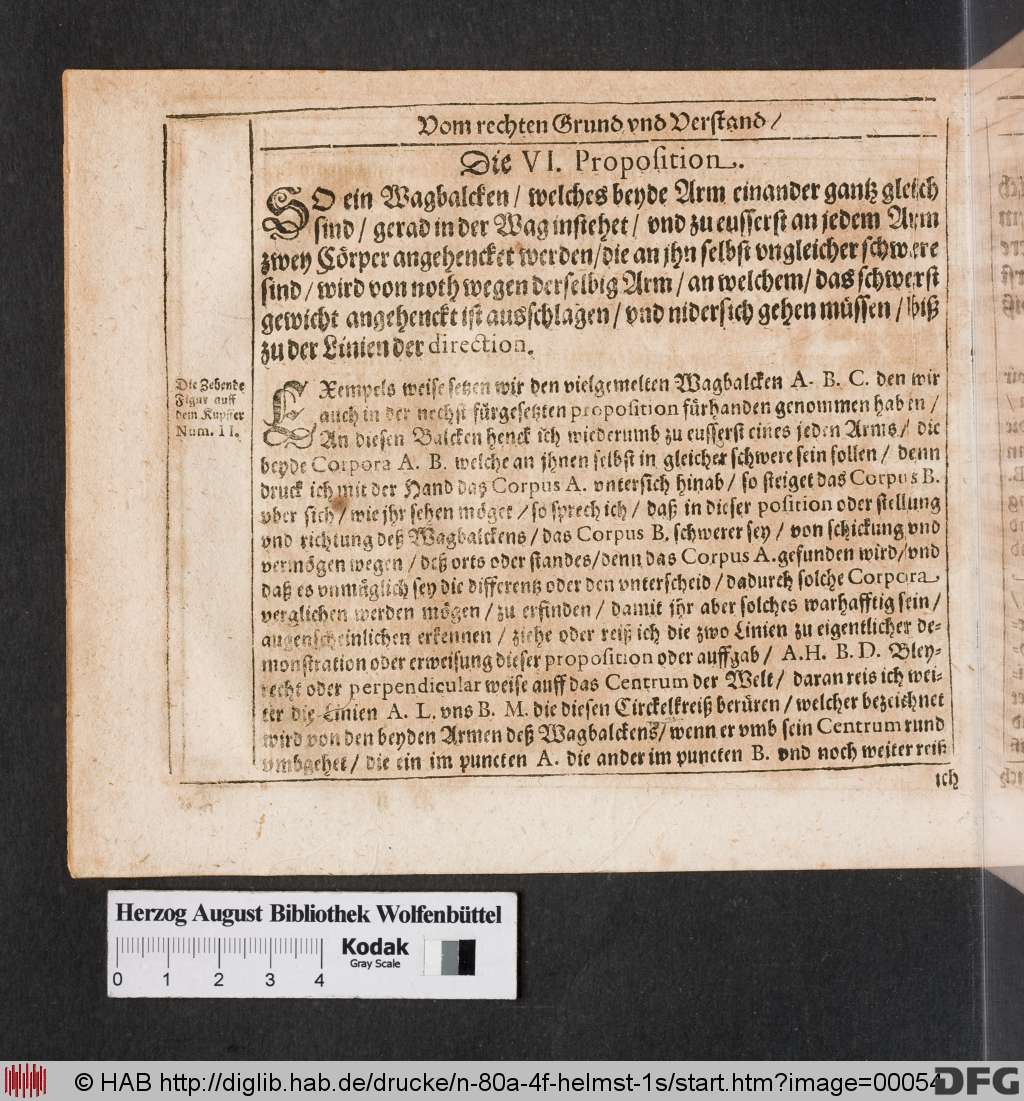 Vom rechten Grund vnd Verstand /
Die VI. Proposition.
SO ein Wagbalcken / welches beyde Arm einander gantz gleich
sind / gerad in der Wag instehet / vnd zu eusserst an jedem Arm
zwey Cörper angehencket werden / die an jhn selbst vngleicher schwere
sind / wird von noth wegen derselbig Arm / an welchem / das schwerst
gewicht angehenckt ist ausschlagen / vnd nidersich gehen müssen / biß
zu der Linien der direction.
Die Zehende
Figur auff
dem Kupffer
Num. 11.
EXempels weise setzen wir den vielgemelten Wagbalcken A. B. C. den wir
auch in der nechst fürgesetzten proposition fürhanden genommen haben /
An diesen Balcken henck ich wiederumb zu eusserst eines jeden Arms / die
beyde Corpora A. B. welche an jhnen selbst in gleicher schwere sein sollen / denn
druck ich mit der Hand das Corpus A. vntersich hinab / so steiget das Corpus B.
vber sich / wie jhr sehen möget / so sprech ich / daß in dieser position oder stellung
vnd richtung deß Wagbalckens / das Corpus B. schwerer sey / von schickung vnd
vermögen wegen / deß orts oder standes / denn das Corpus A. gefunden wird / vnd
daß es vnmüglich sey die differentz oder den vnterscheid / dadurch solche Corpora
verglichen werden mögen / zu erfinden / damit jhr aber solches warhafftig sein /
augenscheinlichen erkennen / ziehe oder reiß ich die zwo Linien zu eigentlicher de-
monstration oder erweisung dieser proposition oder auffgab / A.H. B.D. Bley-
recht oder perpendicular weise auff das Centrum der Welt / daran reis ich wei-
ter die Linien A. L. vns B. M. die diesen Circkelkreiß berüren / welcher bezeichnet
wird von den beyden Armen deß Wagbalckens / wenn er vmb sein Centrum rund
vmbgehet / die ein im puncten A. die ander im puncten B. vnd noch weiter reiß
ich
Herzog August Bibliothek Wolfenbüttel
Kodak
Gray Scale
0 1 2 3 4
© HAB http://diglib.hab.de/drucke/n-80a-4f-helmst-1s/start.htm?image=00054
DFG